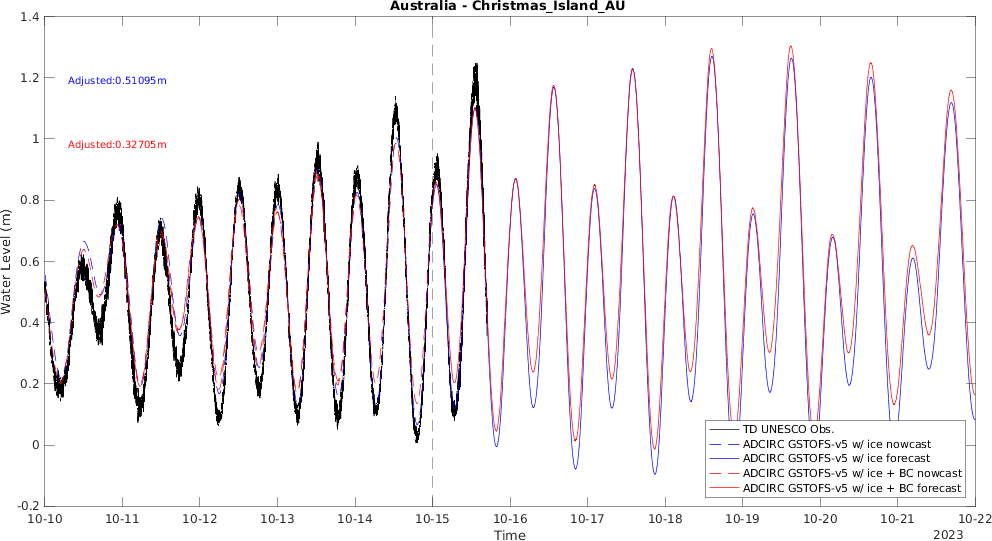 Australia - Christmas_Island_AU
1.4
1.2
1
0.8
0.6
0.4
0.2
0
-0.2
Water Level (m)
Adjusted:0.51095m
Adjusted:0.32705m
TD UNESCO Obs.
ADCIRC GSTOFS-v5 w/ ice nowcast
ADCIRC GSTOFS-v5 w/ ice forecast
ADCIRC GSTOFS-v5 w/ ice + BC nowcast
ADCIRC GSTOFS-v5 w/ ice + BC forecast
10-10 10-11 10-12 10-13 10-14 10-15 10-16 10-17 10-18 10-19 10-20 10-21 10-22
Time
2023